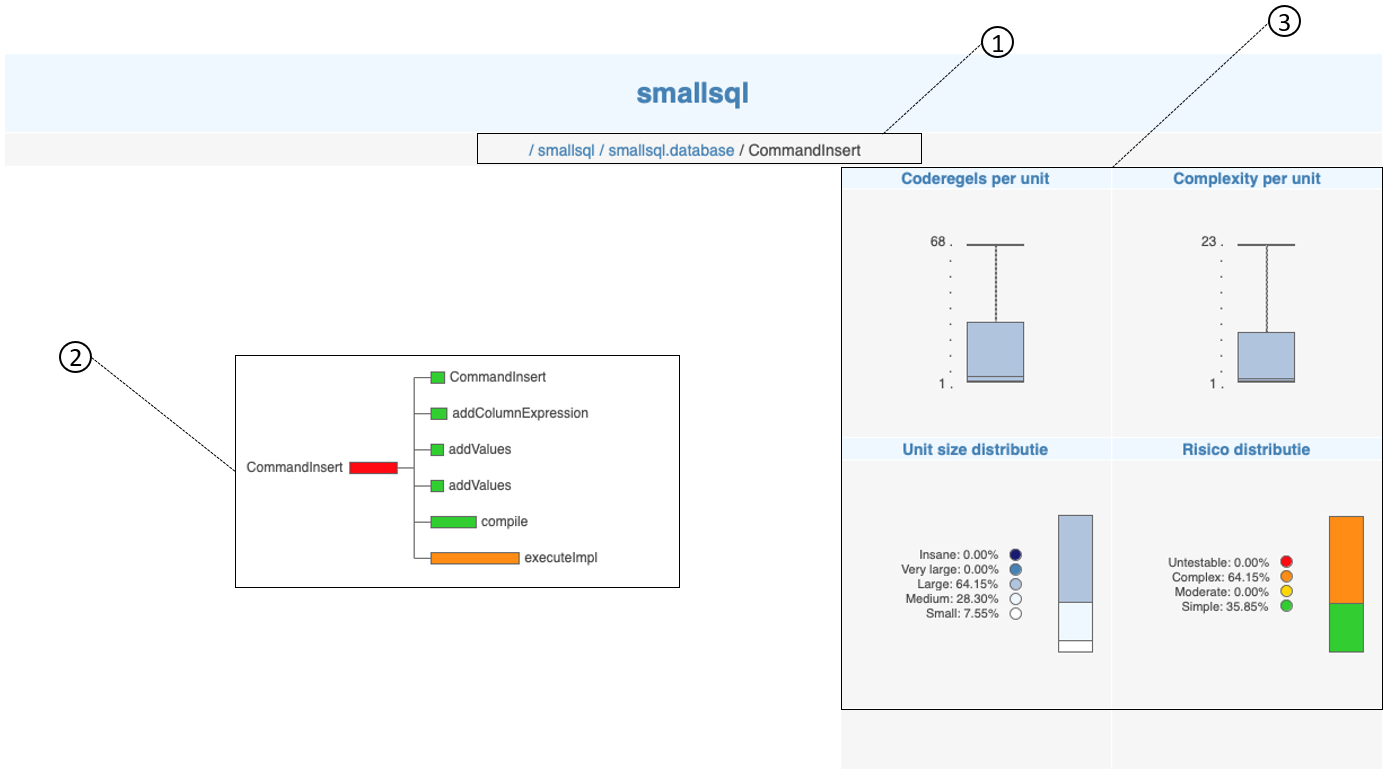 1
3
smallsql
/ smallsql / smallsql.database / CommandInsert
Coderegels per unit
Complexity per unit
68
1
23
1
2
CommandInsert
CommandInsert
addColumnExpression
addValues
addValues
compile
executeImpl
Unit size distributie
Risico distributie
Insane: 0.00%
Very large: 0.00%
Large: 64.15%
Medium: 28.30%
Small: 7.55%
Untestable: 0.00%
Complex: 64.15%
Moderate: 0.00%
Simple: 35.85%